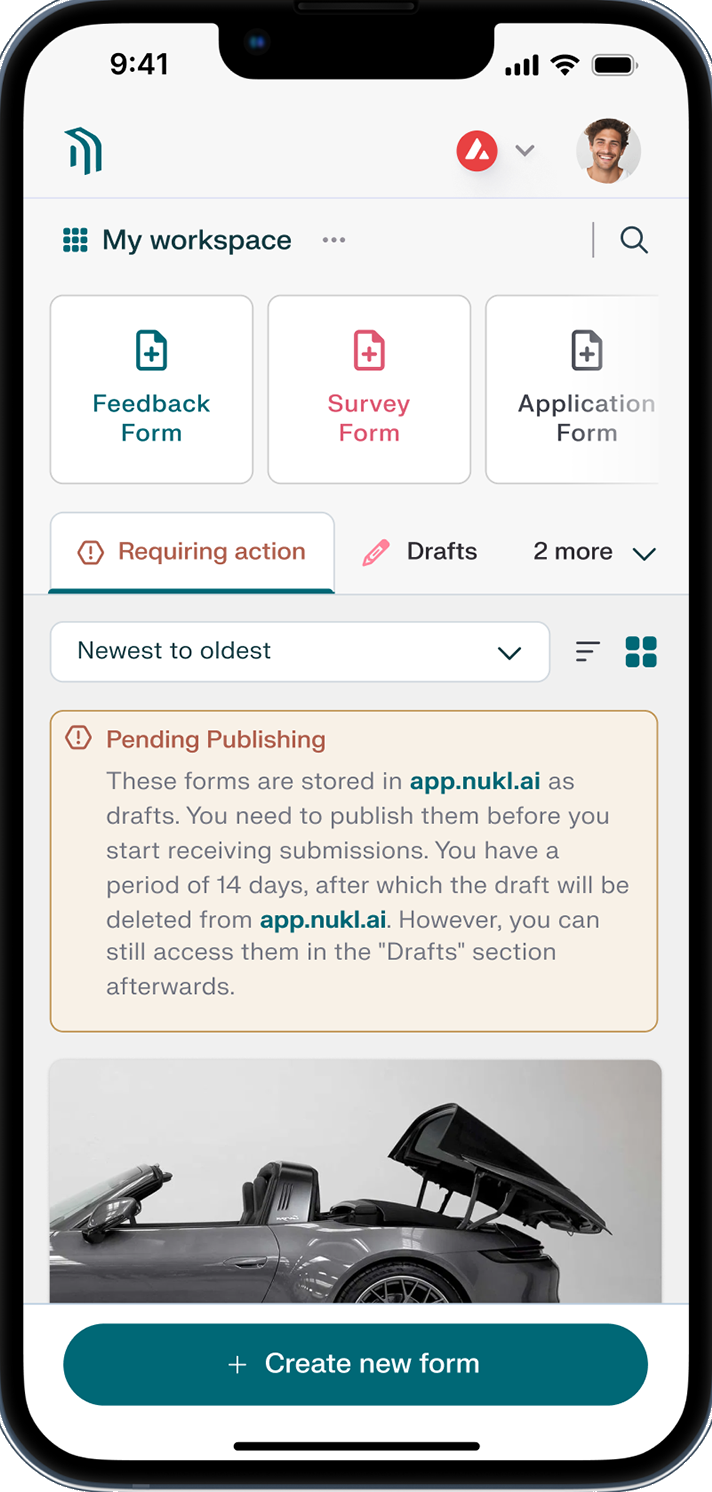 9:41
My workspace
Feedback
Form
Survey
Form
Application
Form
Requiring action
Drafts
2 more
Newest to oldest
Pending Publishing
These forms are stored in app.nukl.ai as
drafts. You need to publish them before you
start receiving submissions. You have a
period of 14 days, after which the draft will be
deleted from app.nukl.ai. However, you can
still access them in the "Drafts" section
afterwards.
+ Create new form